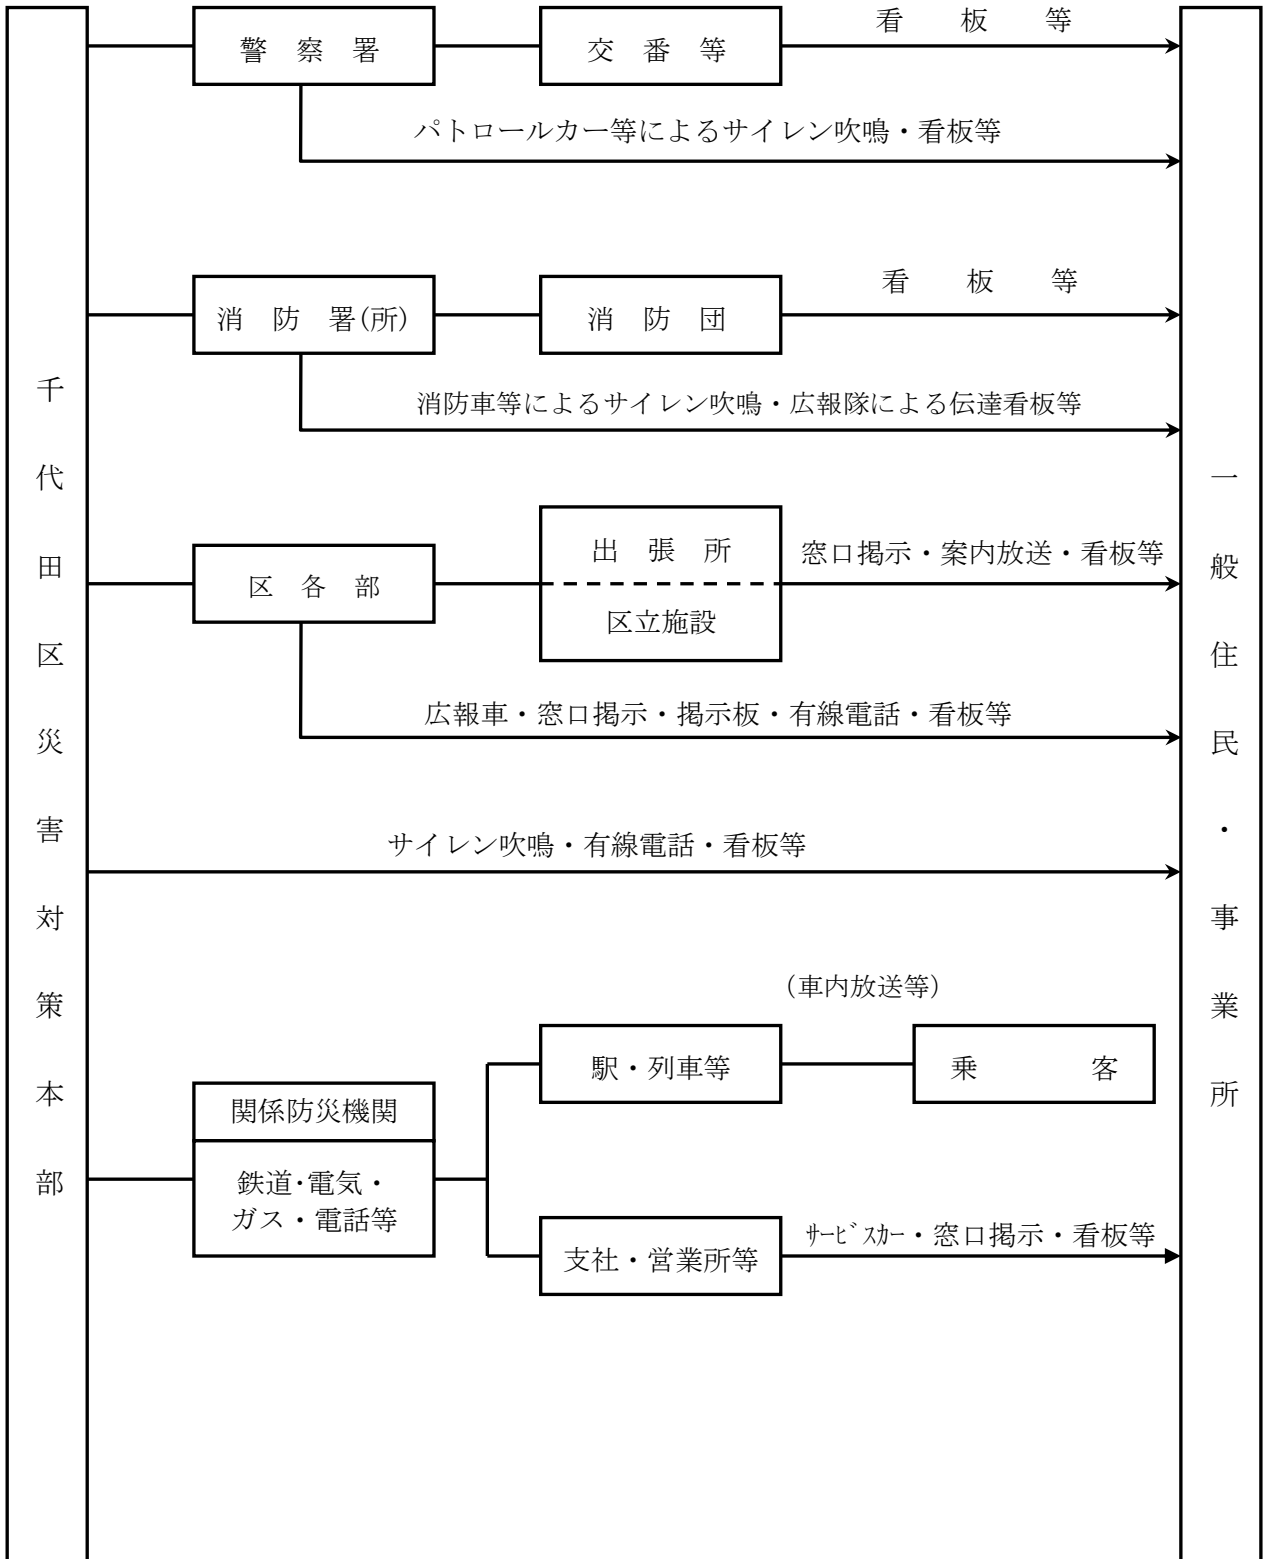 千代田区災害対策本部
警察署
交番等
看板等
パトロールカー等によるサイレン吹鳴・看板等
消防署(所)
消防団
看板等
消防車等によるサイレン吹鳴・広報隊による伝達看板等
区各部
出張所
区立施設
窓口掲示・案内放送・看板等
広報車・窓口掲示・掲示板・有線電話・看板等
サイレン吹鳴・有線電話・看板等
(車内放送等)
駅・列車等
乗客
関係防災機関
鉄道・電気・
ガス・電話等
支社・営業所等
ｻｰﾋﾞｽｶｰ・窓口掲示・看板等
一般住民・事業所